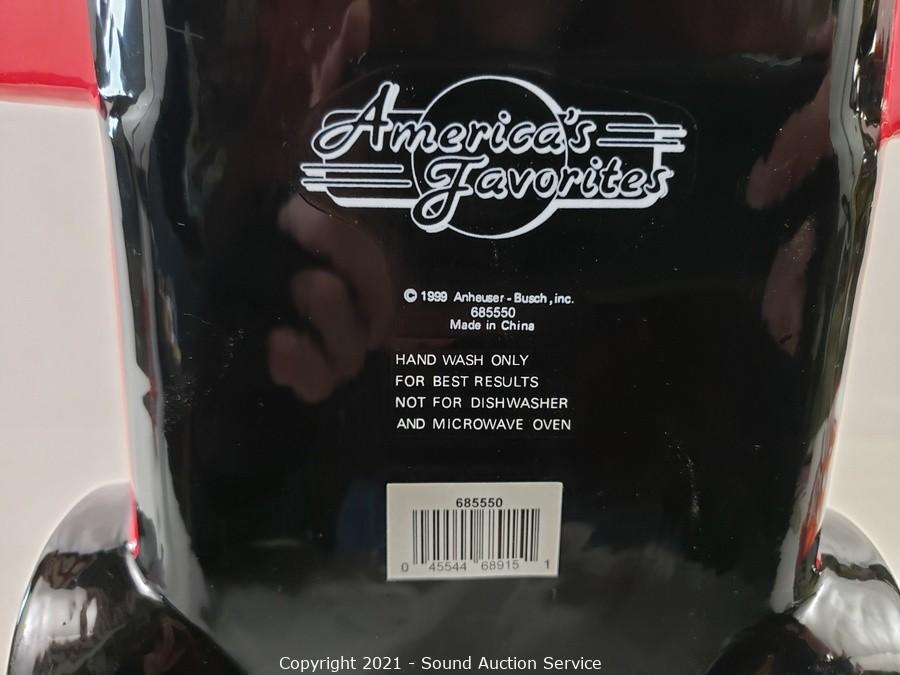 America's
Favorites
© 1999 Anheuser-Busch, inc.
685550
Made in China
HAND WASH ONLY
FOR BEST RESULTS
NOT FOR DISHWASHER
AND MICROWAVE OVEN
685550
0 45544 68915 1
Copyright 2021 - Sound Auction Service